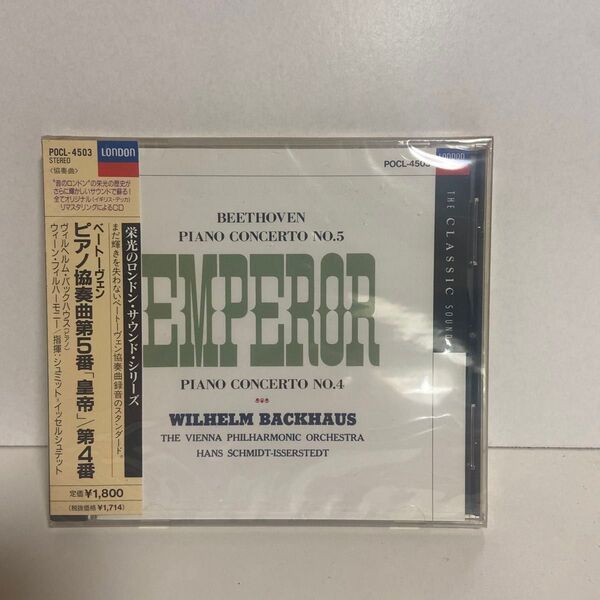 POCL-4503
STEREO
LONDON
〈協奏曲〉
"音のロンドン"の栄光の歴史が
さらに輝かしいサウンドで蘇る!
全てオリジナル(イギリス・デッカ)
リマスタリングによるCD
栄光のロンドン・サウンド・シリーズ
まだ輝きを失わないベートーヴェン協奏曲録音のスタンダード。
ベートーヴェン
ピアノ協奏曲第5番「皇帝」/第4番
ヴィルヘルム・バックハウス(ピアノ)
ウィーン・フィルハーモニー/指揮:シュミット=イッセルシュテット
定価¥1,800
(税抜価格¥1,714)
POCL-4503
LONDON
THE CLASSIC SOUND
BEETHOVEN
PIANO CONCERTO NO.5
EMPEROR
PIANO CONCERTO NO.4
WILHELM BACKHAUS
THE VIENNA PHILHARMONIC ORCHESTRA
HANS SCHMIDT-ISSERSTEDT